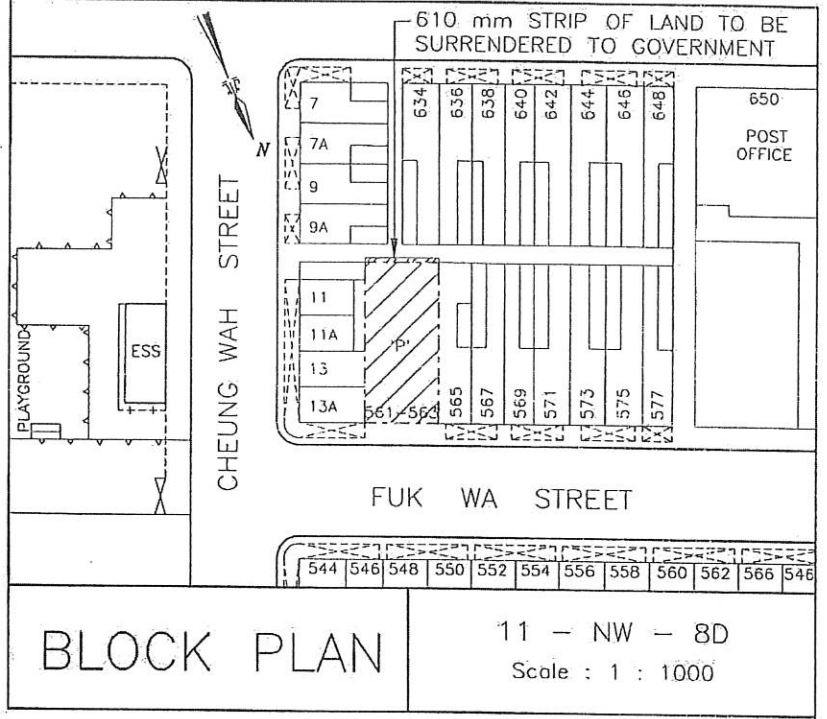 610 mm STRIP OF LAND TO BE
SURRENDERED TO GOVERNMENT
N
7
7A
9
9A
634
636
638
640
642
644
646
648
650
POST
OFFICE
CHEUNG WAH STREET
PLAYGROUND
ESS
11
11A
13
13A
'P'
561-563
565
567
569
571
573
575
577
FUK WA STREET
544 546 548 550 552 554 556 558 560 562 566 546
BLOCK PLAN
11 - NW - 8D
Scale : 1 : 1000